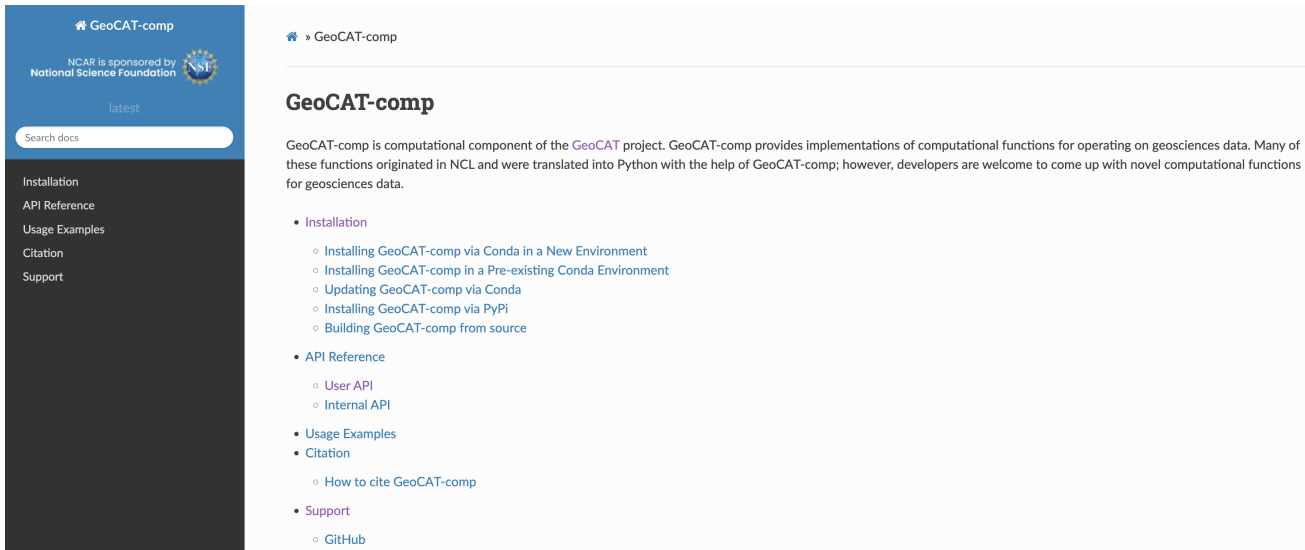 GeoCAT-comp
NCAR is sponsored by
National Science Foundation
NSF
latest
Search docs
Installation
API Reference
Usage Examples
Citation
Support
» GeoCAT-comp
GeoCAT-comp
GeoCAT-comp is computational component of the GeoCAT project. GeoCAT-comp provides implementations of computational functions for operating on geosciences data. Many of
these functions originated in NCL and were translated into Python with the help of GeoCAT-comp; however, developers are welcome to come up with novel computational functions
for geosciences data.
• Installation
◦ Installing GeoCAT-comp via Conda in a New Environment
◦ Installing GeoCAT-comp in a Pre-existing Conda Environment
◦ Updating GeoCAT-comp via Conda
◦ Installing GeoCAT-comp via PyPi
◦ Building GeoCAT-comp from source
• API Reference
◦ User API
◦ Internal API
• Usage Examples
• Citation
◦ How to cite GeoCAT-comp
• Support
◦ GitHub